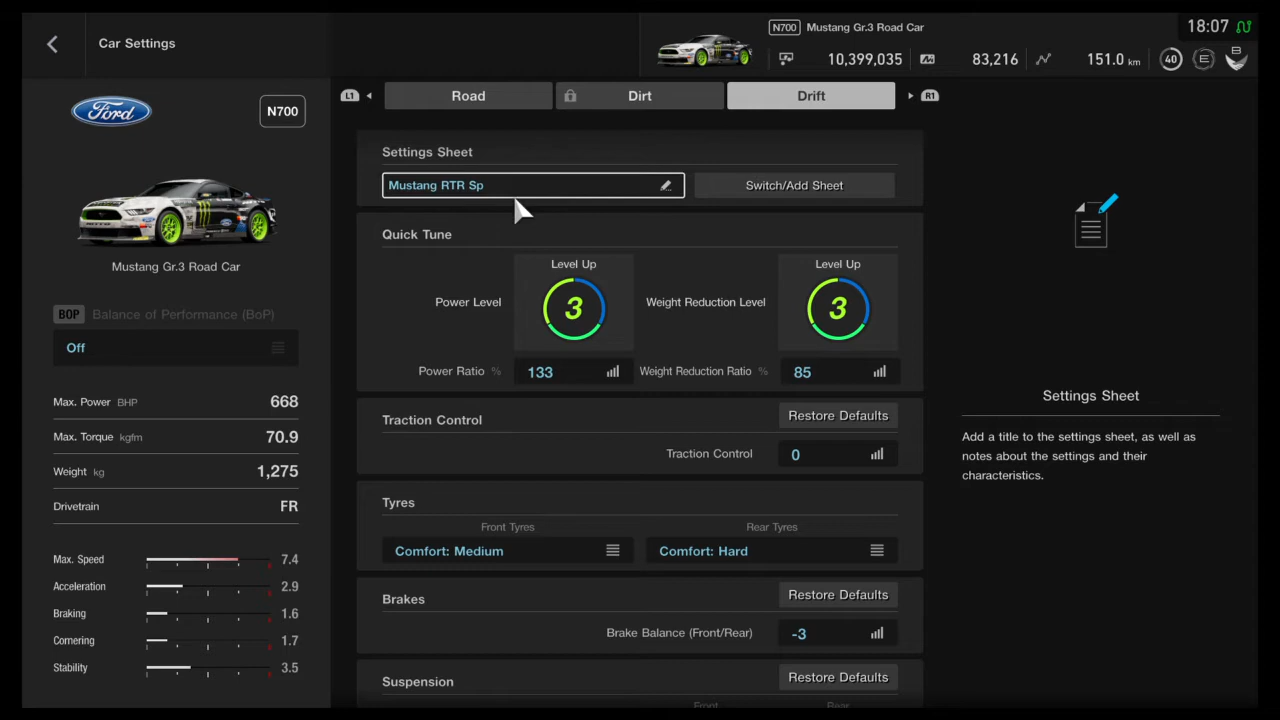 Car Settings
N700 Mustang Gr.3 Road Car
18:07
10,399,035
83,216
151.0 km
40
E
B
L1
Road
Dirt
Drift
R1
Ford
N700
Mustang Gr.3 Road Car
BOP Balance of Performance (BoP)
Off
Max. Power BHP 668
Max. Torque kgfm 70.9
Weight kg 1,275
Drivetrain FR
Max. Speed 7.4
Acceleration 2.9
Braking 1.6
Cornering 1.7
Stability 3.5
Settings Sheet
Mustang RTR Sp
Switch/Add Sheet
Quick Tune
Level Up Level Up
Power Level 3 Weight Reduction Level 3
Power Ratio % 133 Weight Reduction Ratio % 85
Traction Control Restore Defaults
Traction Control 0
Tyres
Front Tyres Rear Tyres
Comfort: Medium Comfort: Hard
Brakes Restore Defaults
Brake Balance (Front/Rear) -3
Suspension Restore Defaults
Front Rear
Settings Sheet
Add a title to the settings sheet, as well as
notes about the settings and their
characteristics.